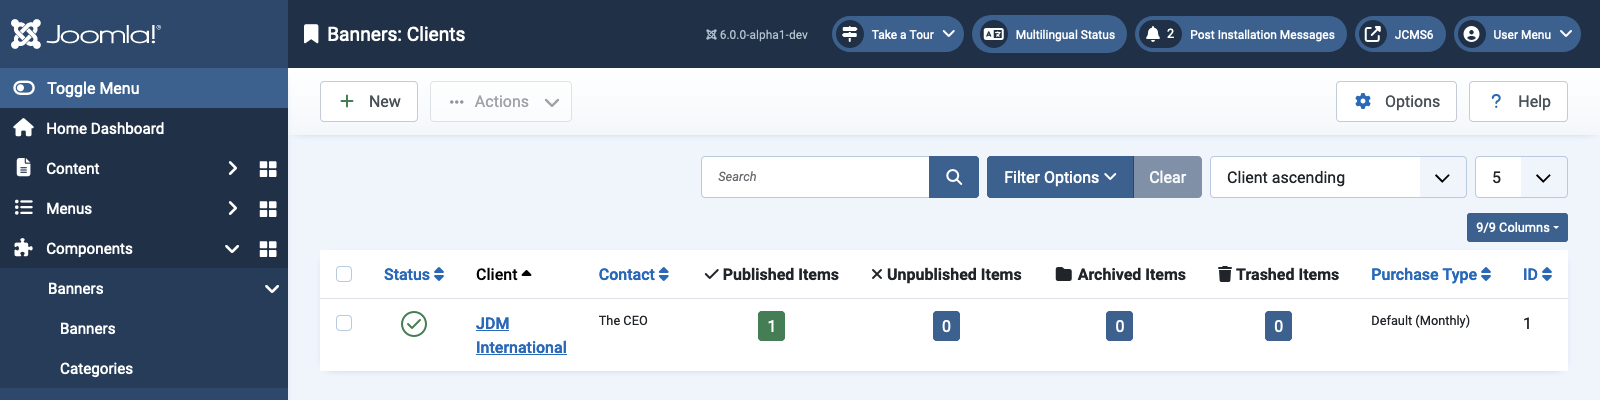 Joomla!®
Banners: Clients
6.0.0-alpha1-dev
Take a Tour
Multilingual Status
2 Post Installation Messages
JCMS6
User Menu
Toggle Menu
Home Dashboard
Content
Menus
Components
Banners
Banners
Categories
New
Actions
Options
? Help
Search
Filter Options
Clear
Client ascending
5
9/9 Columns
Status Client Contact Published Items Unpublished Items Archived Items Trashed Items Purchase Type ID
JDM The CEO 1 0 0 0 Default (Monthly) 1
International